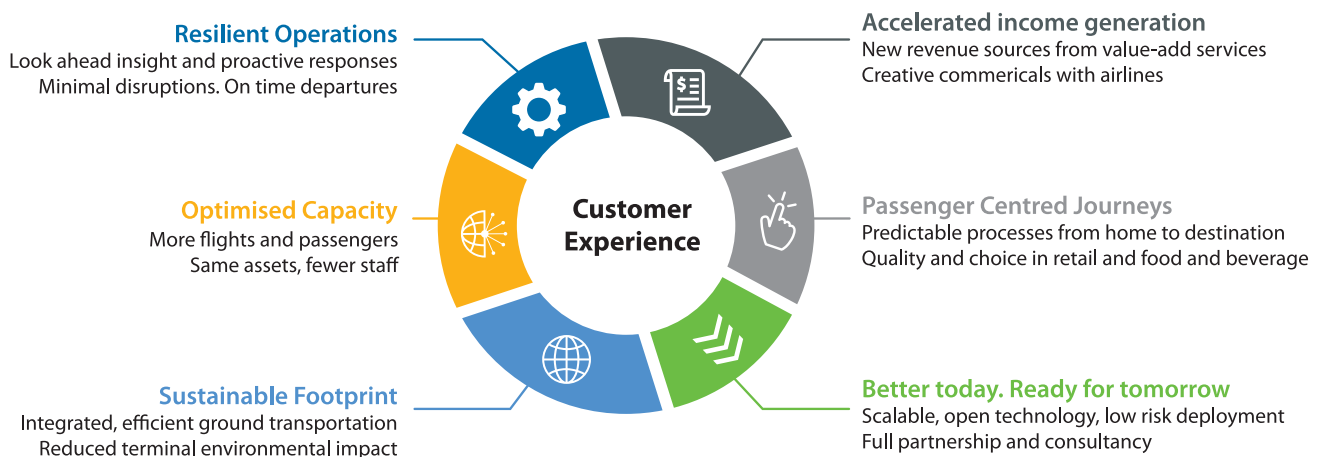 Resilient Operations
Look ahead insight and proactive responses
Minimal disruptions. On time departures
Accelerated income generation
New revenue sources from value-add services
Creative commericals with airlines
Optimised Capacity
More flights and passengers
Same assets, fewer staff
Customer
Experience
Passenger Centred Journeys
Predictable processes from home to destination
Quality and choice in retail and food and beverage
Sustainable Footprint
Integrated, efficient ground transportation
Reduced terminal environmental impact
Better today. Ready for tomorrow
Scalable, open technology, low risk deployment
Full partnership and consultancy